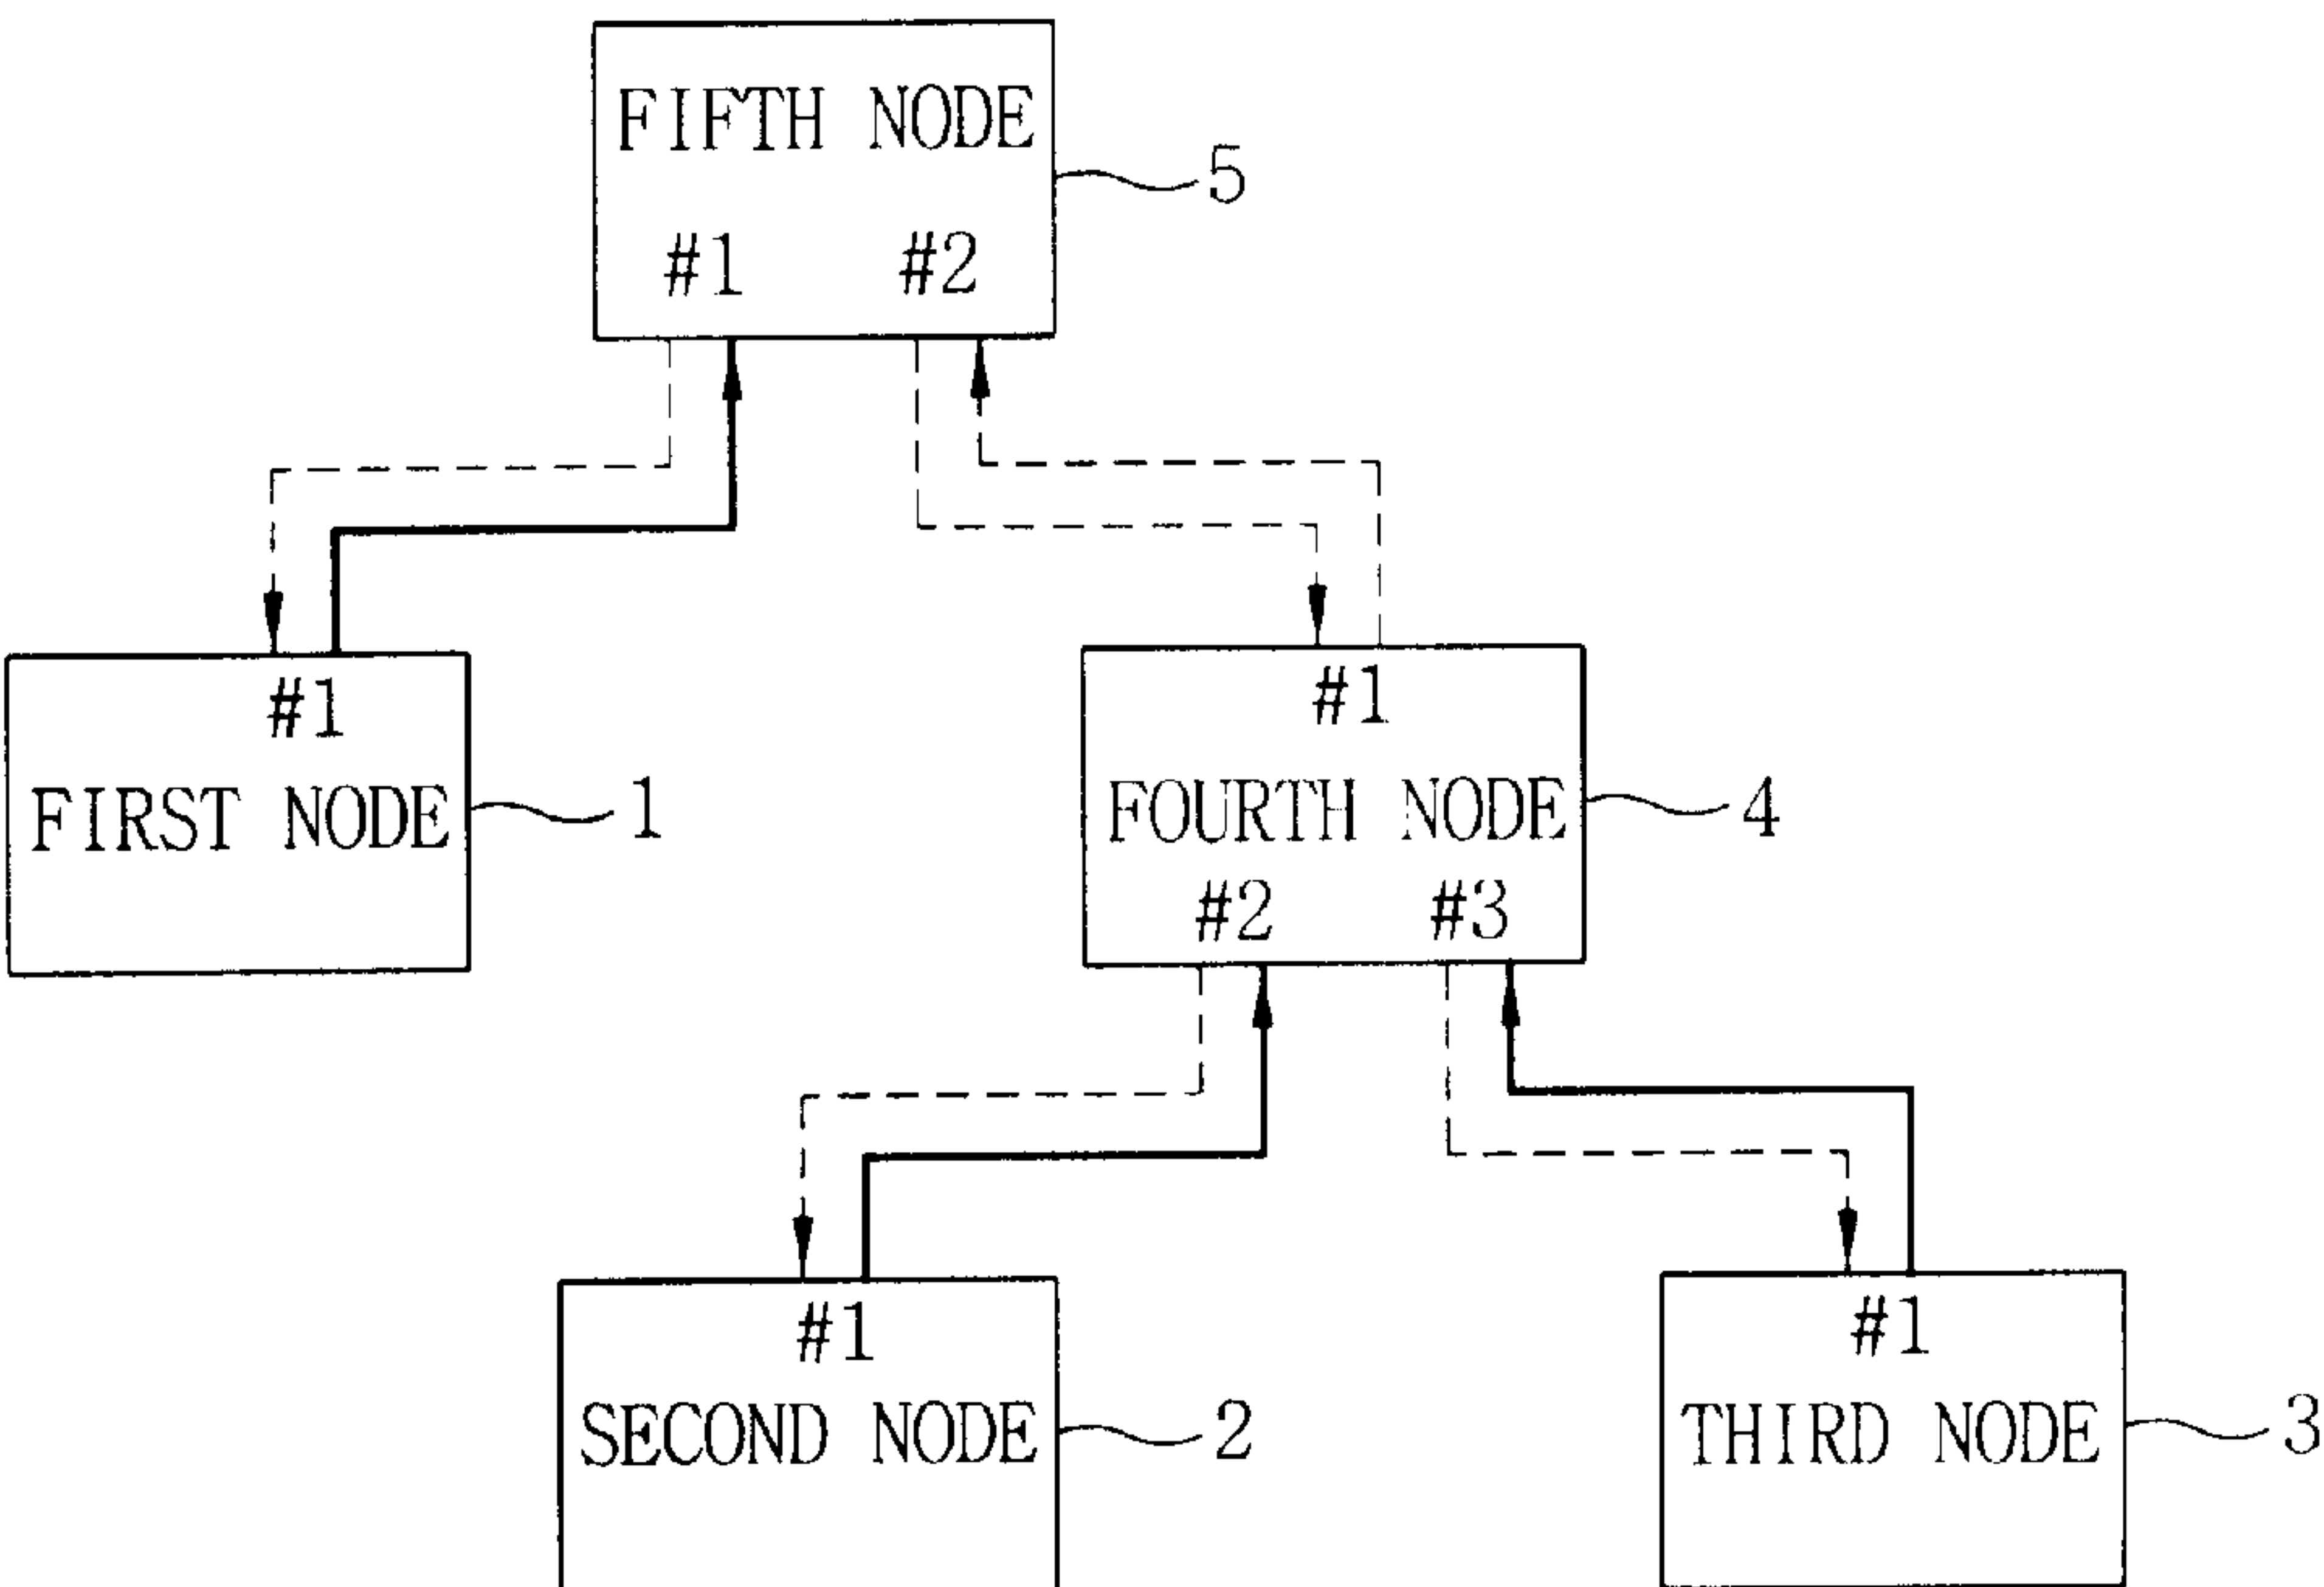 FIFTH NODE
5
#1 #2
#1
FIRST NODE
1
#1
FOURTH NODE
4
#2 #3
#1
SECOND NODE
2
#1
THIRD NODE
3